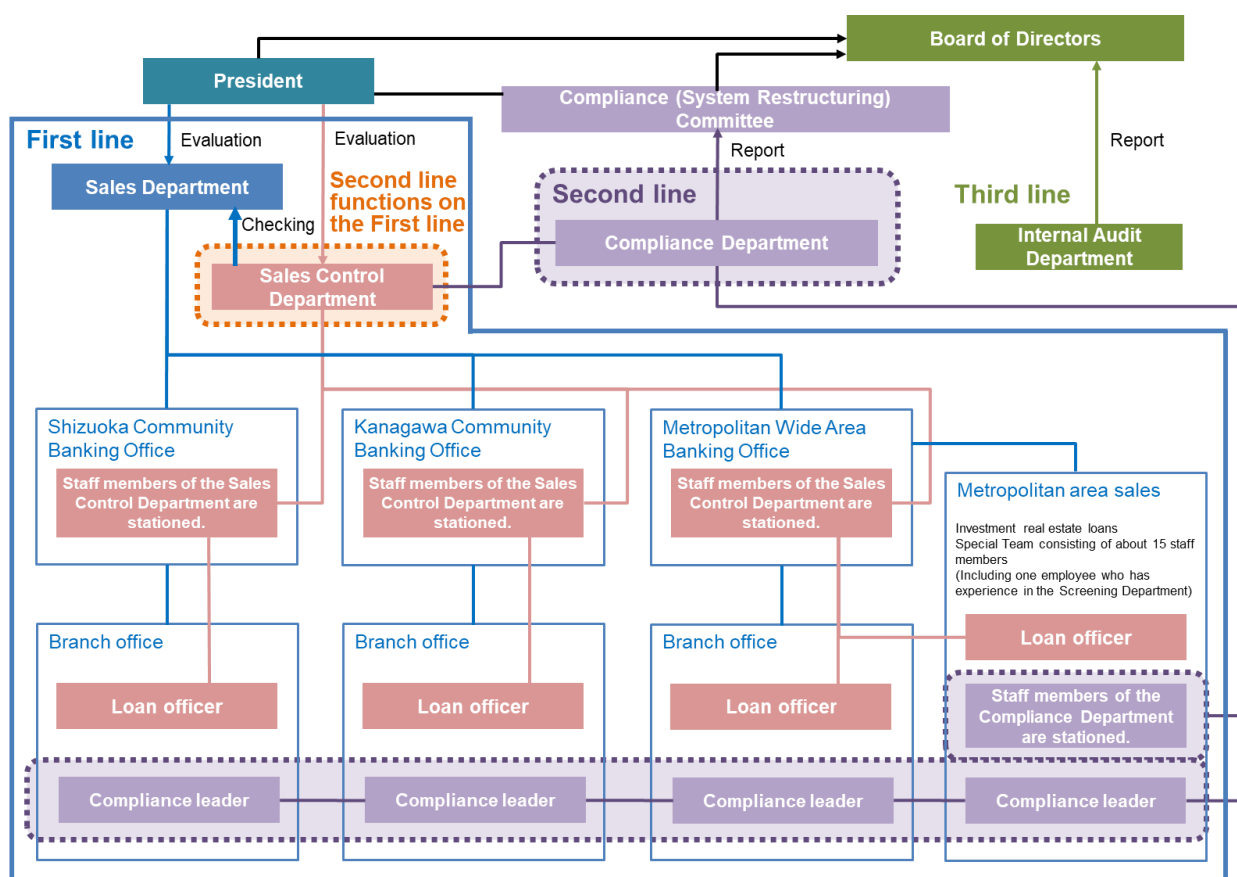 Board of Directors
President
Compliance (System Restructuring)
Committee
First line
Evaluation
Evaluation
Report
Report
Sales Department
Second line
functions on
the First line
Second line
Third line
Checking
Compliance Department
Internal Audit
Department
Sales Control
Department
Shizuoka Community
Banking Office
Staff members of the Sales
Control Department are
stationed.
Kanagawa Community
Banking Office
Staff members of the Sales
Control Department are
stationed.
Metropolitan Wide Area
Banking Office
Staff members of the Sales
Control Department are
stationed.
Metropolitan area sales
Investment real estate loans
Special Team consisting of about 15 staff
members
(Including one employee who has
experience in the Screening Department)
Loan officer
Staff members of the
Compliance Department
are stationed.
Branch office
Loan officer
Branch office
Loan officer
Branch office
Loan officer
Compliance leader
Compliance leader
Compliance leader
Compliance leader